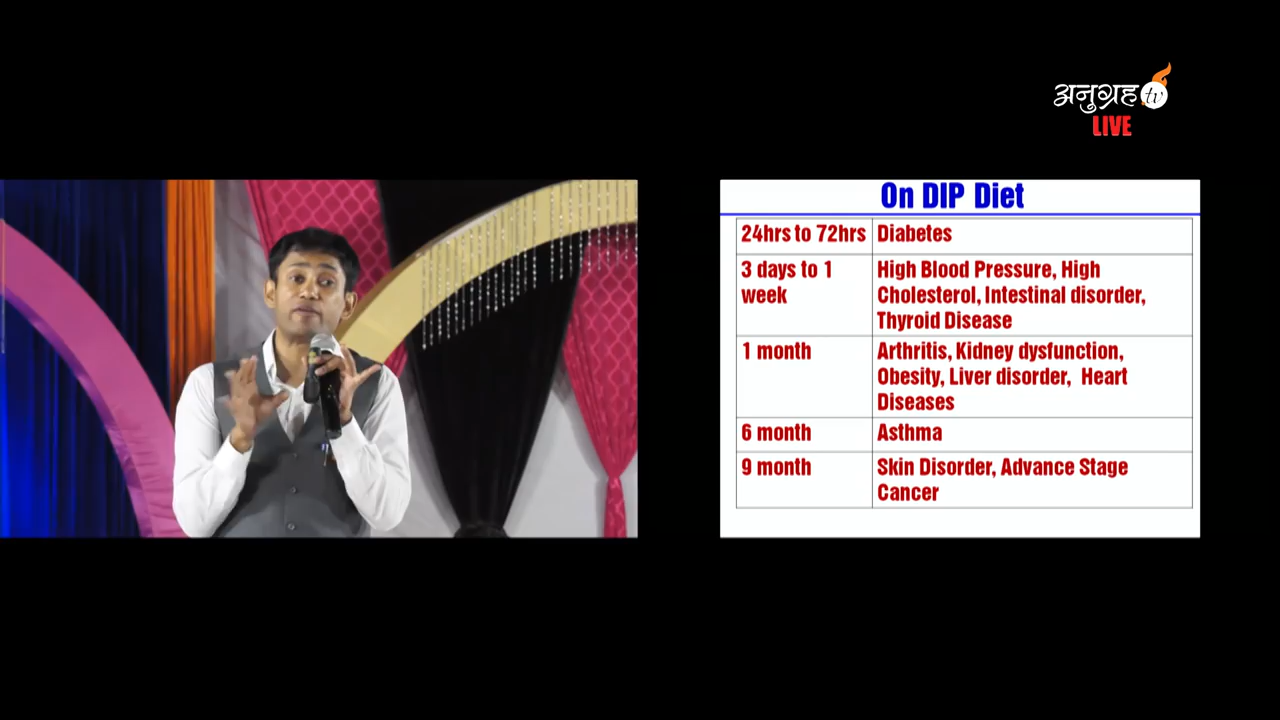 अनुग्रह tv
LIVE
On DIP Diet
24hrs to 72hrs Diabetes
3 days to 1 week High Blood Pressure, High
Cholesterol, Intestinal disorder,
Thyroid Disease
1 month Arthritis, Kidney dysfunction,
Obesity, Liver disorder, Heart
Diseases
6 month Asthma
9 month Skin Disorder, Advance Stage
Cancer